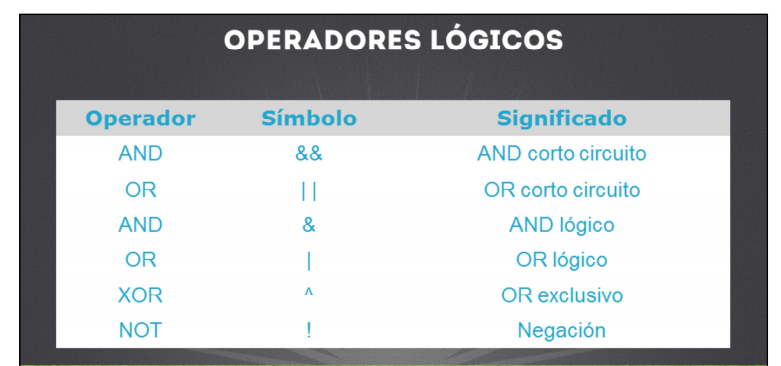 OPERADORES LÓGICOS
Operador Símbolo Significado
AND && AND corto circuito
OR || OR corto circuito
AND & AND lógico
OR | OR lógico
XOR ^ OR exclusivo
NOT ! Negación